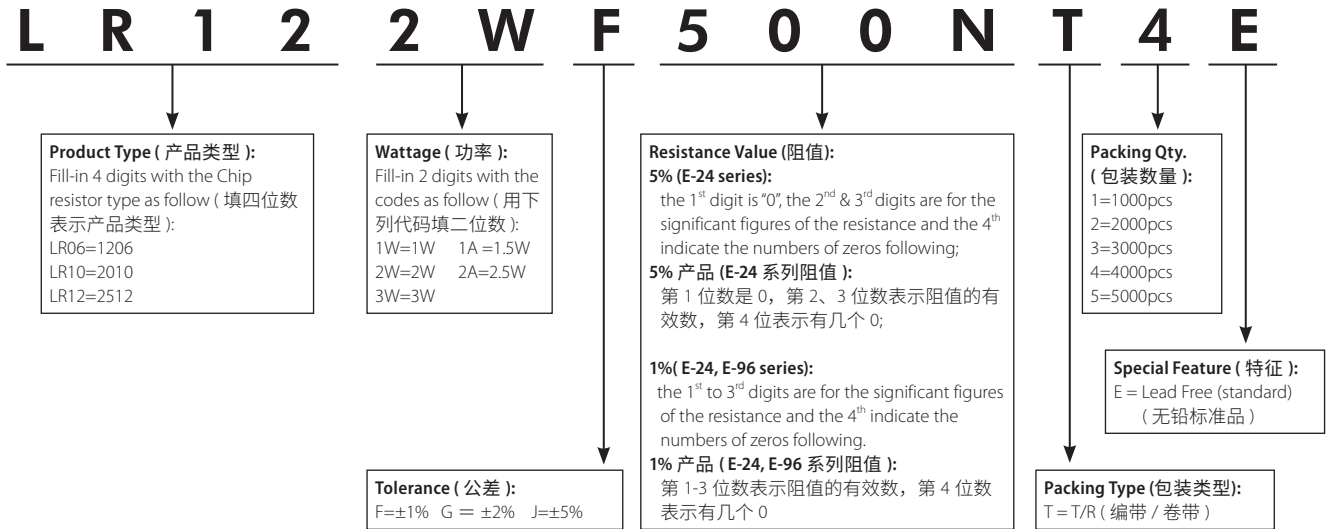 L R 1 2 2 W F 5 0 0 N T 4 E
Product Type ( 产品类型 ):
Fill-in 4 digits with the Chip
resistor type as follow ( 填四位数
表示产品类型 ):
LR06=1206
LR10=2010
LR12=2512
Wattage ( 功率 ):
Fill-in 2 digits with the
codes as follow ( 用下
列代码填二位数 ):
1W=1W 1A =1.5W
2W=2W 2A=2.5W
3W=3W
Tolerance ( 公差 ):
F=±1% G = ±2% J=±5%
Resistance Value (阻值):
5% (E-24 series):
the 1st digit is “0”, the 2nd & 3rd digits are for the
significant figures of the resistance and the 4th
indicate the numbers of zeros following;
5% 产品 (E-24 系列阻值 ):
第 1 位数是 0，第 2、3 位数表示阻值的有
效数，第 4 位表示有几个 0;
1%( E-24, E-96 series):
the 1st to 3rd digits are for the significant figures
of the resistance and the 4th indicate the
numbers of zeros following.
1% 产品 ( E-24, E-96 系列阻值 ):
第 1-3 位数表示阻值的有效数，第 4 位数
表示有几个 0
Packing Qty.
( 包装数量 ):
1=1000pcs
2=2000pcs
3=3000pcs
4=4000pcs
5=5000pcs
Special Feature ( 特征 ):
E = Lead Free (standard)
( 无铅标准品 )
Packing Type (包装类型):
T = T/R ( 编带 / 卷带 )